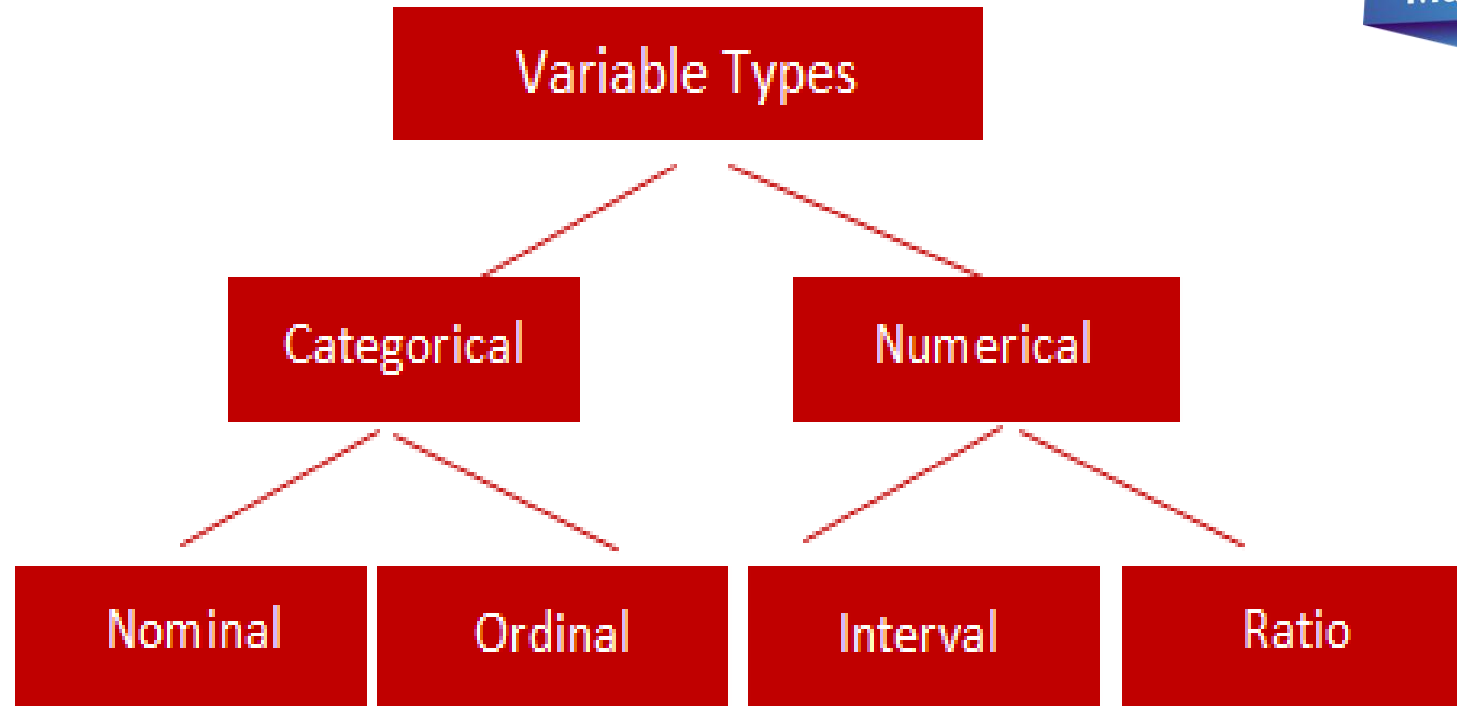 Variable Types
Categorical
Numerical
Nominal
Ordinal
Interval
Ratio